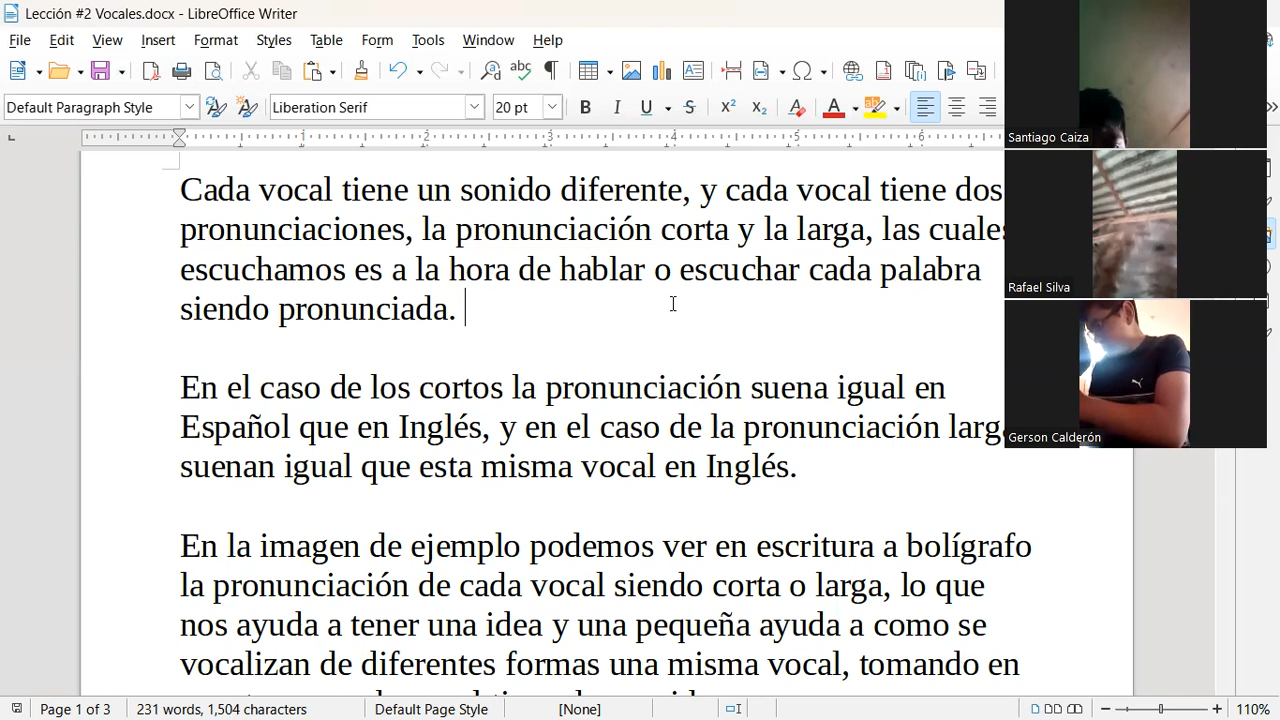 Lección #2 Vocales.docx - LibreOffice Writer
File Edit View Insert Format Styles Table Form Tools Window Help
Default Paragraph Style Liberation Serif 20 pt
1 2 3 4 5 6
Cada vocal tiene un sonido diferente, y cada vocal tiene dos
pronunciaciones, la pronunciación corta y la larga, las cuales
escuchamos es a la hora de hablar o escuchar cada palabra
siendo pronunciada.
En el caso de los cortos la pronunciación suena igual en
Español que en Inglés, y en el caso de la pronunciación larga
suenan igual que esta misma vocal en Inglés.
En la imagen de ejemplo podemos ver en escritura a bolígrafo
la pronunciación de cada vocal siendo corta o larga, lo que
nos ayuda a tener una idea y una pequeña ayuda a como se
vocalizan de diferentes formas una misma vocal, tomando en
Santiago Caiza
Rafael Silva
Gerson Calderón
Page 1 of 3 231 words, 1,504 characters Default Page Style [None] 110%